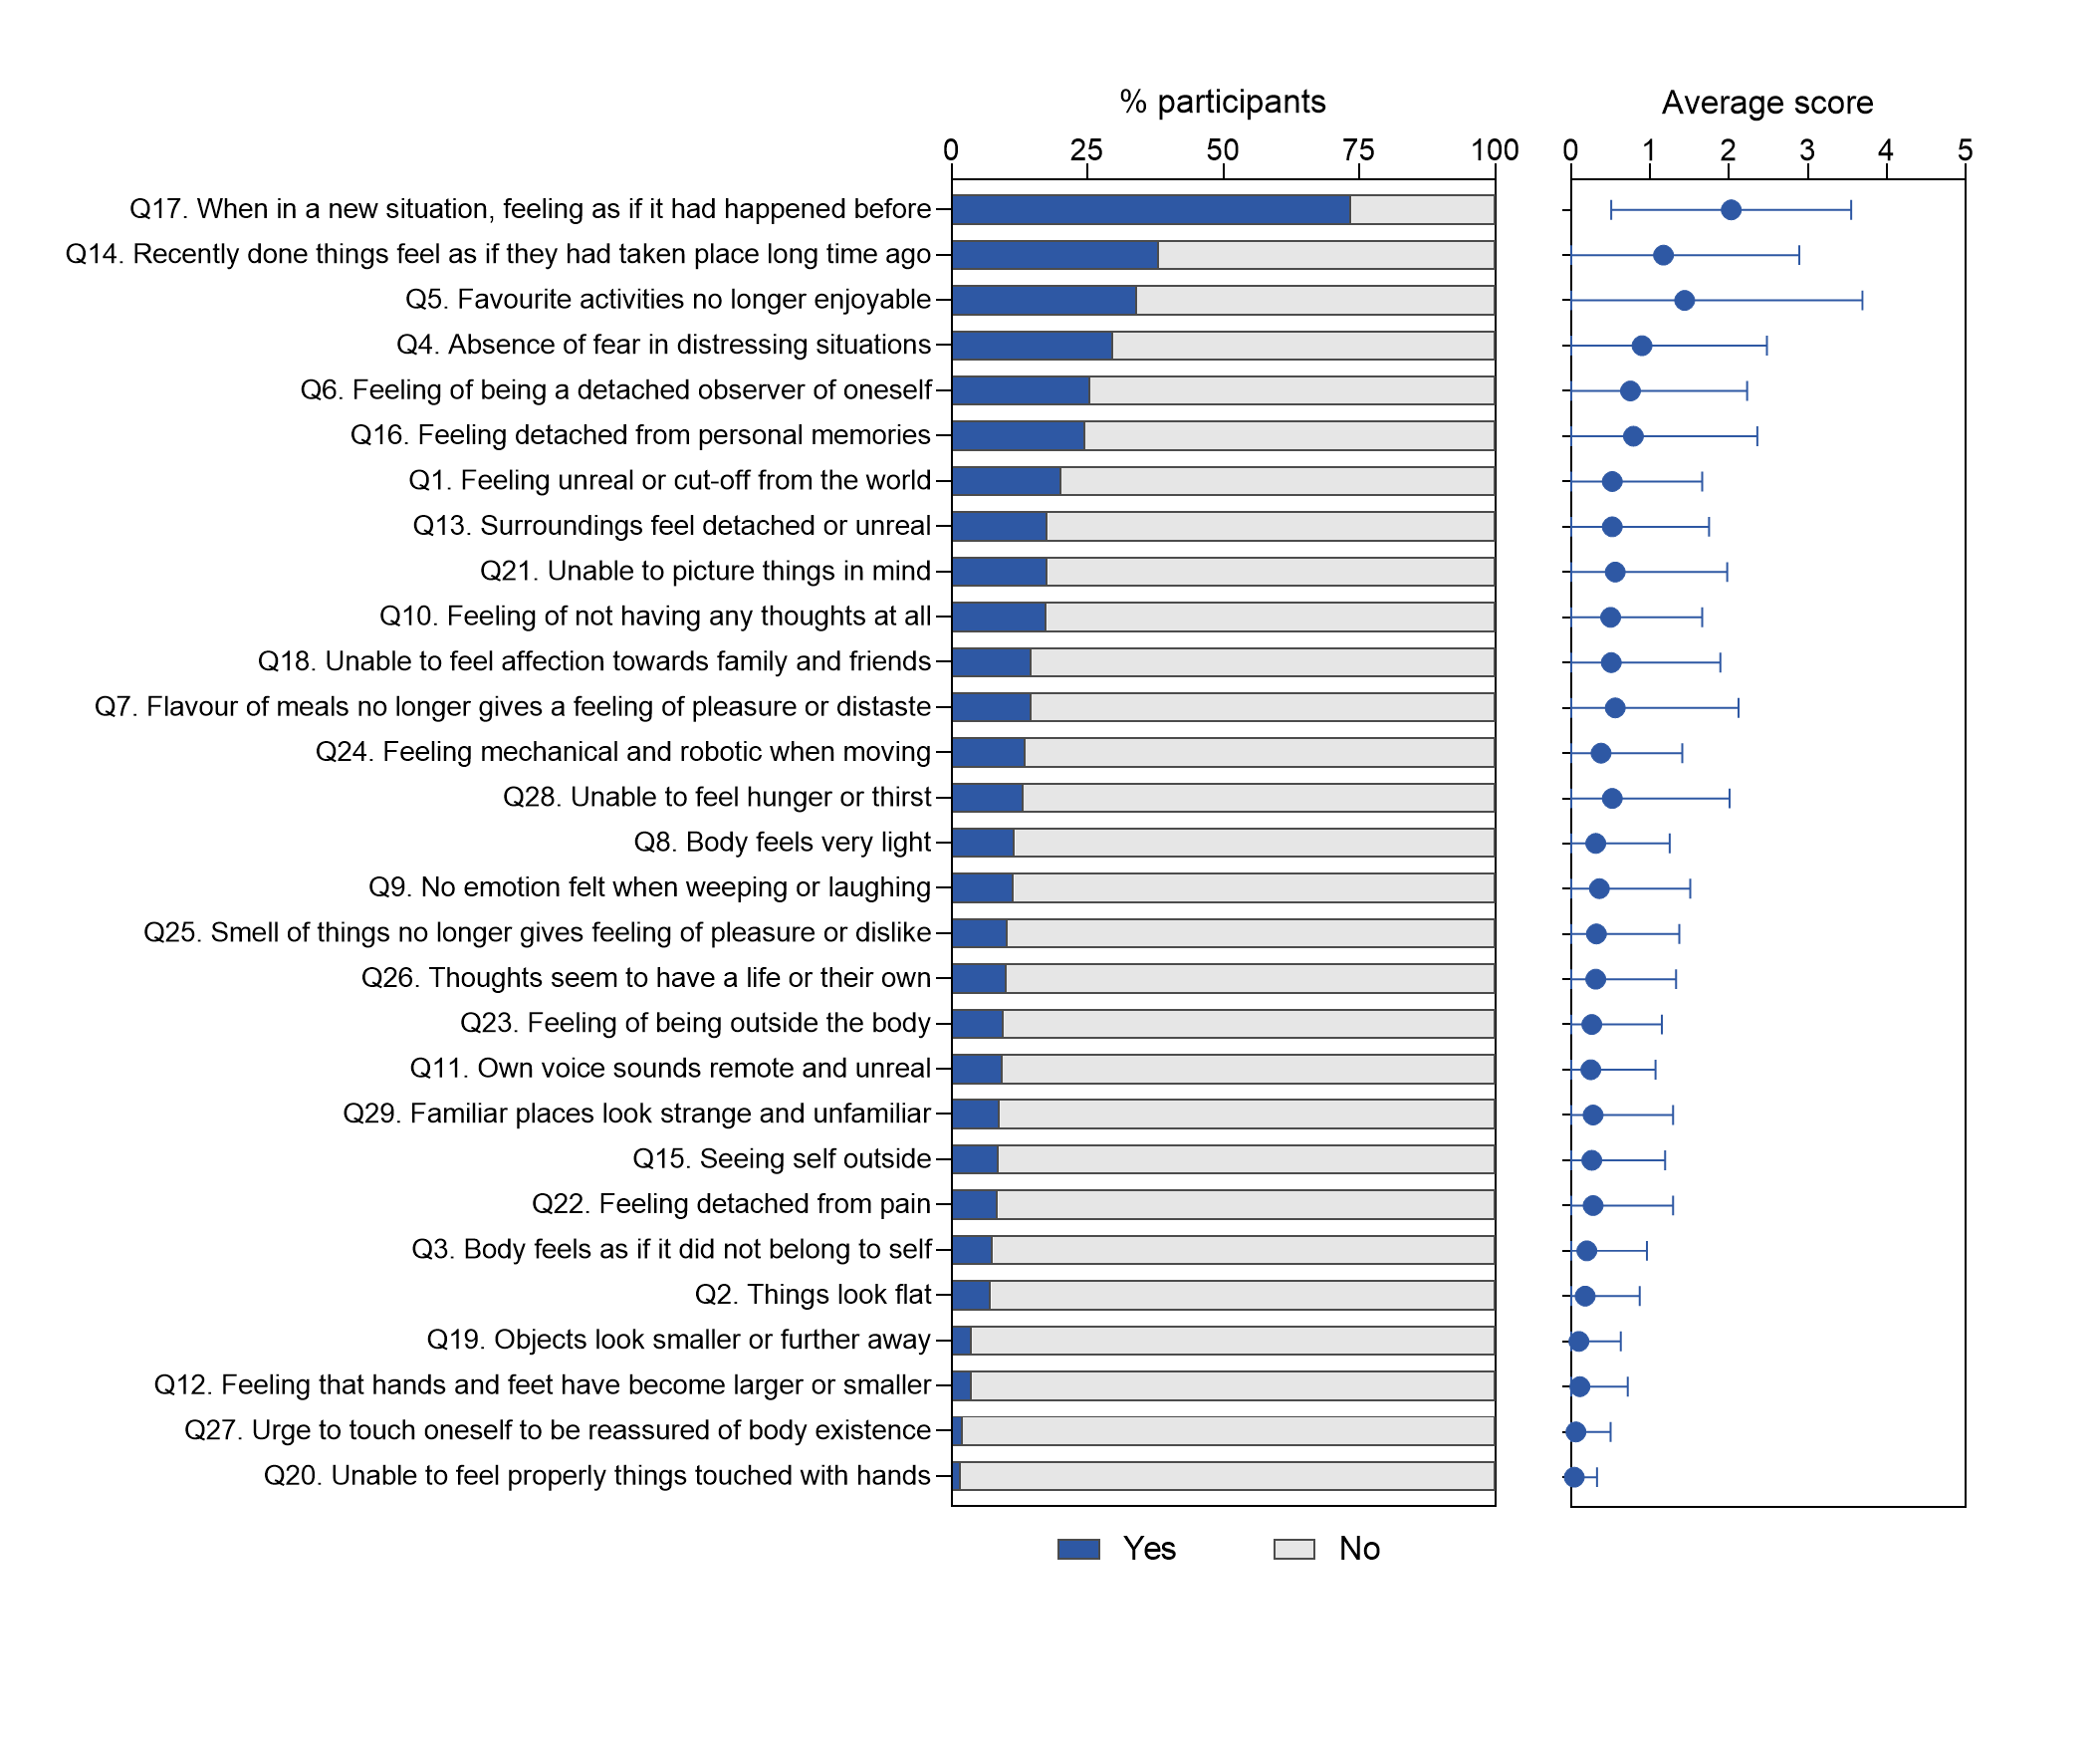 % participants
Average score
0 25 50 75 100
0 1 2 3 4 5
Q17. When in a new situation, feeling as if it had happened before
Q14. Recently done things feel as if they had taken place long time ago
Q5. Favourite activities no longer enjoyable
Q4. Absence of fear in distressing situations
Q6. Feeling of being a detached observer of oneself
Q16. Feeling detached from personal memories
Q1. Feeling unreal or cut-off from the world
Q13. Surroundings feel detached or unreal
Q21. Unable to picture things in mind
Q10. Feeling of not having any thoughts at all
Q18. Unable to feel affection towards family and friends
Q7. Flavour of meals no longer gives a feeling of pleasure or distaste
Q24. Feeling mechanical and robotic when moving
Q28. Unable to feel hunger or thirst
Q8. Body feels very light
Q9. No emotion felt when weeping or laughing
Q25. Smell of things no longer gives feeling of pleasure or dislike
Q26. Thoughts seem to have a life or their own
Q23. Feeling of being outside the body
Q11. Own voice sounds remote and unreal
Q29. Familiar places look strange and unfamiliar
Q15. Seeing self outside
Q22. Feeling detached from pain
Q3. Body feels as if it did not belong to self
Q2. Things look flat
Q19. Objects look smaller or further away
Q12. Feeling that hands and feet have become larger or smaller
Q27. Urge to touch oneself to be reassured of body existence
Q20. Unable to feel properly things touched with hands
Yes No